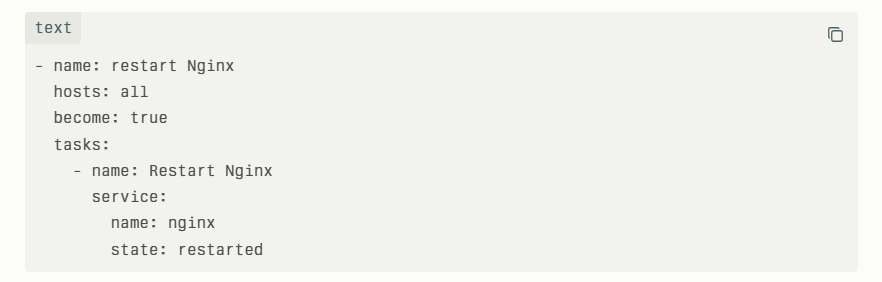 text
- name: restart Nginx
  hosts: all
  become: true
  tasks:
    - name: Restart Nginx
      service:
        name: nginx
        state: restarted